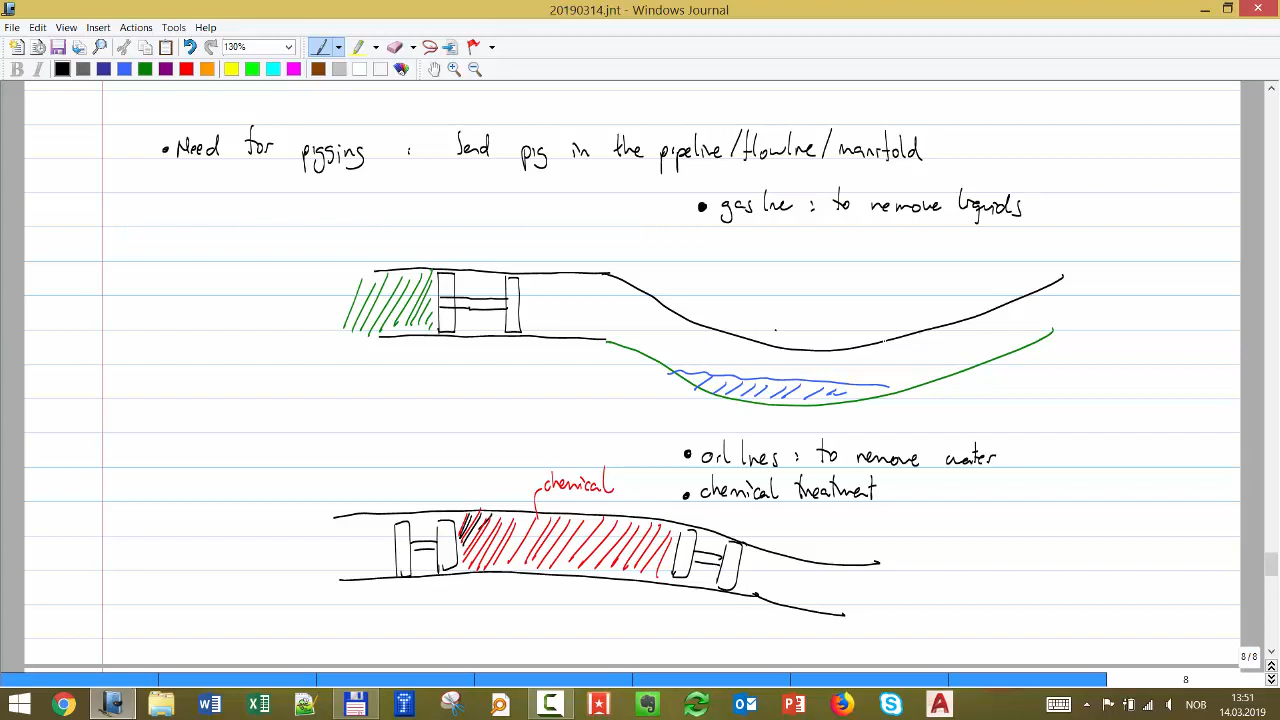 20190314.jnt - Windows Journal
File Edit View Insert Actions Tools Help
130%
B I
• Need for pigging : Send pig in the pipeline/flowline/manifold
• gas line : to remove liquids
• oil lines : to remove water
chemical
• chemical treatment
8 / 8
8
NOB
13:51
14.03.2019